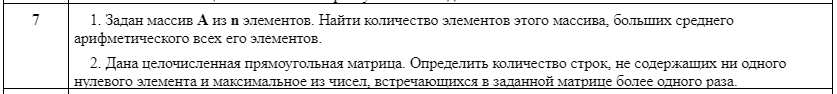 7
1. Задан массив A из n элементов. Найти количество элементов этого массива, больших среднего
арифметического всех его элементов.
2. Дана целочисленная прямоугольная матрица. Определить количество строк, не содержащих ни одного
нулевого элемента и максимальное из чисел, встречающихся в заданной матрице более одного раза.